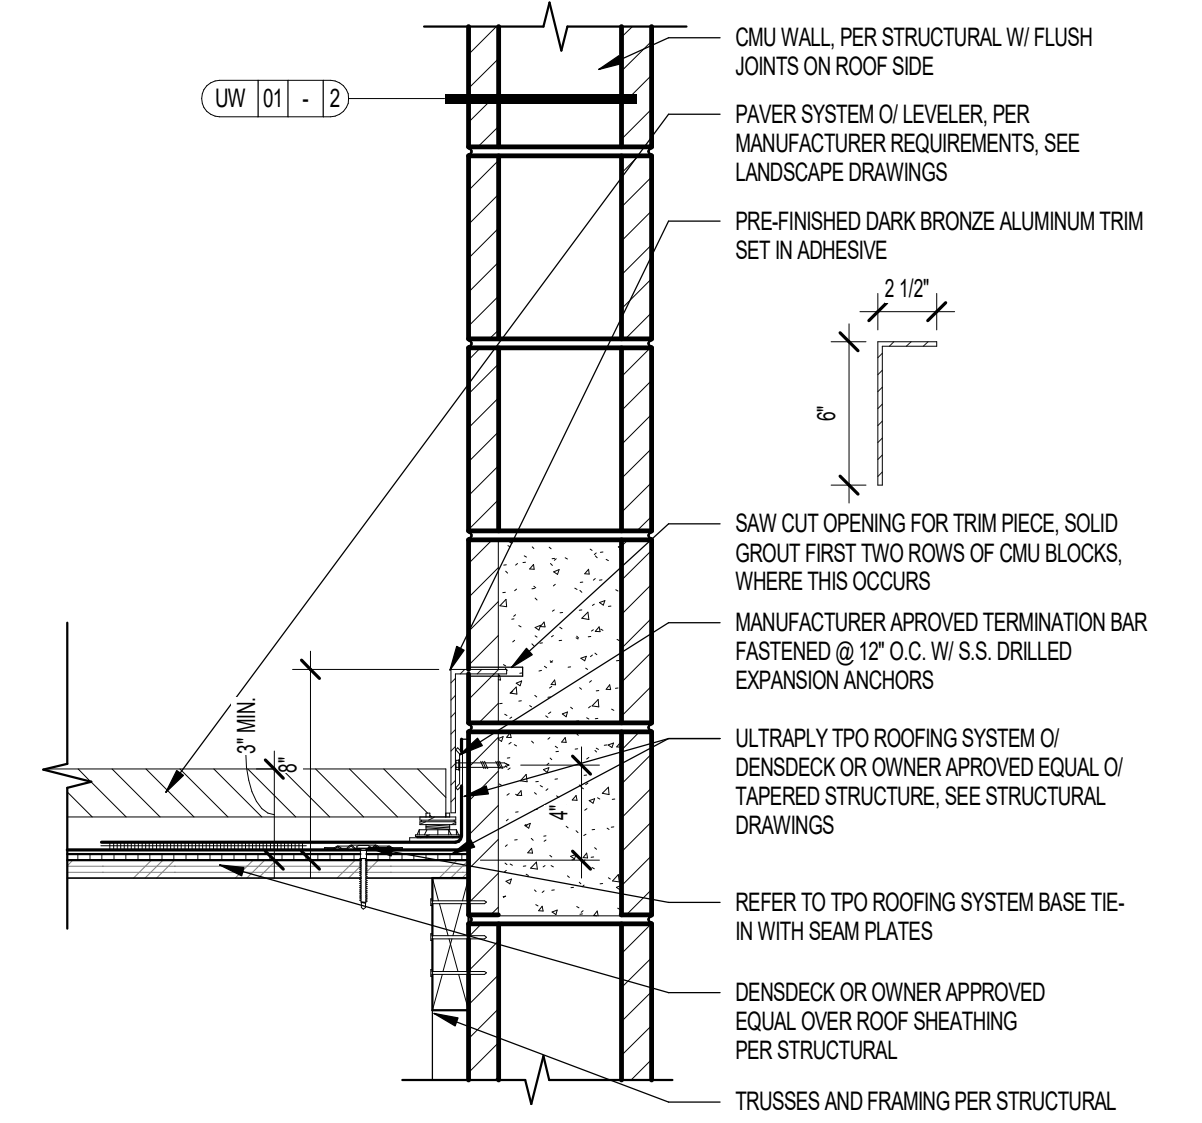 CMU WALL, PER STRUCTURAL W/ FLUSH
JOINTS ON ROOF SIDE
UW 01 - 2
PAVER SYSTEM O/ LEVELER, PER
MANUFACTURER REQUIREMENTS, SEE
LANDSCAPE DRAWINGS
PRE-FINISHED DARK BRONZE ALUMINUM TRIM
SET IN ADHESIVE
2 1/2"
6"
SAW CUT OPENING FOR TRIM PIECE, SOLID
GROUT FIRST TWO ROWS OF CMU BLOCKS,
WHERE THIS OCCURS
MANUFACTURER APROVED TERMINATION BAR
FASTENED @ 12" O.C. W/ S.S. DRILLED
EXPANSION ANCHORS
3" MIN.
8"
4"
ULTRAPLY TPO ROOFING SYSTEM O/
DENSDECK OR OWNER APROVED EQUAL O/
TAPERED STRUCTURE, SEE STRUCTURAL
DRAWINGS
REFER TO TPO ROOFING SYSTEM BASE TIE-
IN WITH SEAM PLATES
DENSDECK OR OWNER APPROVED
EQUAL OVER ROOF SHEATHING
PER STRUCTURAL
TRUSSES AND FRAMING PER STRUCTURAL